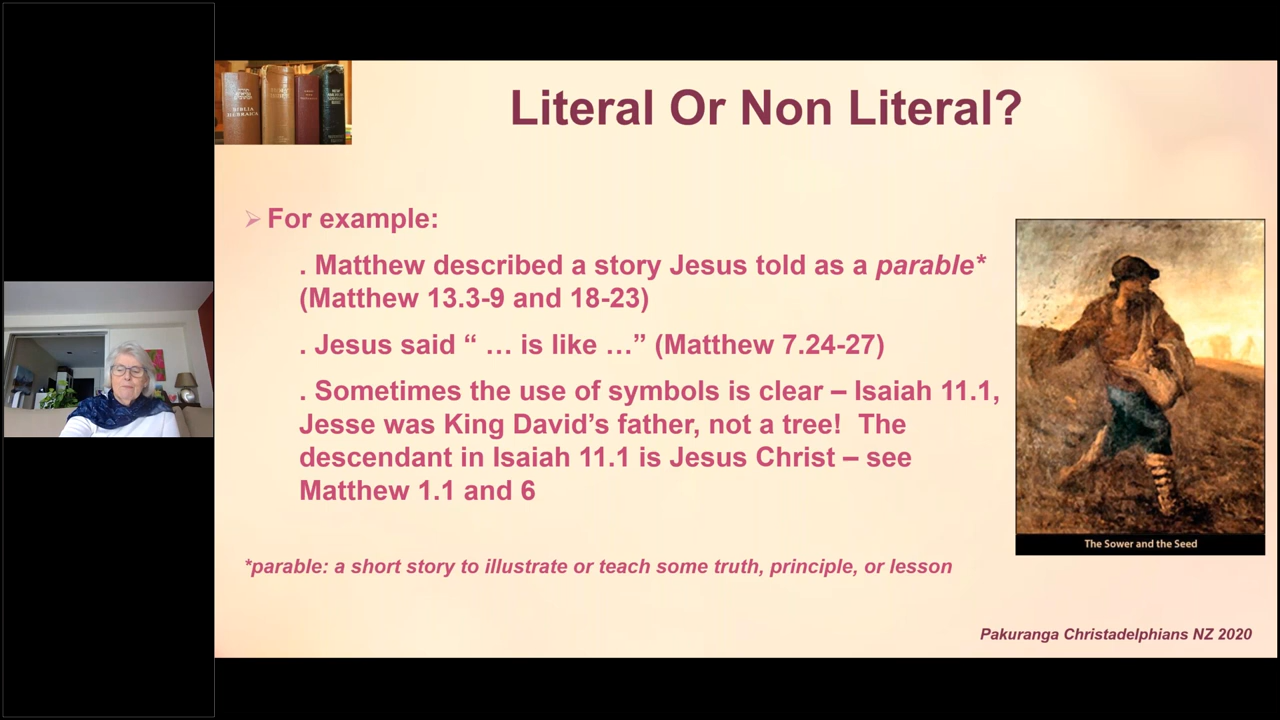 BIBLIA
HEBRAICA
Literal Or Non Literal?
For example:
. Matthew described a story Jesus told as a parable*
(Matthew 13.3-9 and 18-23)
. Jesus said “ … is like …” (Matthew 7.24-27)
. Sometimes the use of symbols is clear – Isaiah 11.1,
Jesse was King David’s father, not a tree!  The
descendant in Isaiah 11.1 is Jesus Christ – see
Matthew 1.1 and 6
The Sower and the Seed
*parable: a short story to illustrate or teach some truth, principle, or lesson
Pakuranga Christadelphians NZ 2020